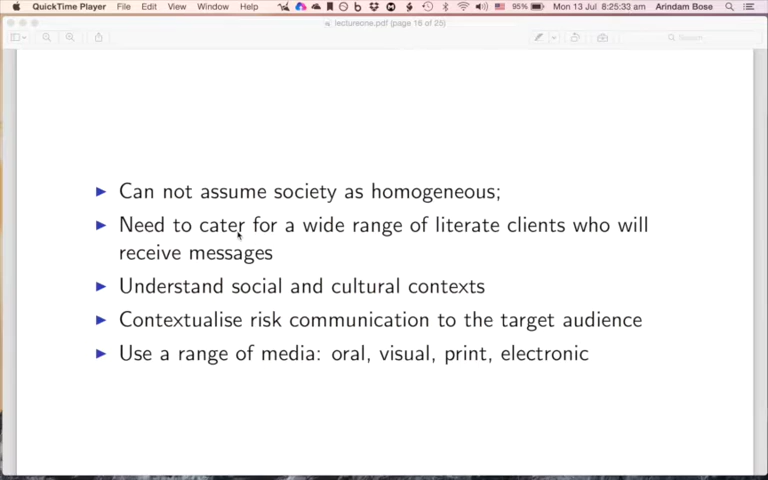 QuickTime Player File Edit View Window Help 95% Mon 13 Jul 8:25:33 am Arindam Bose
lecturecne.pdf (page 16 of 25)
Search
Can not assume society as homogeneous;
Need to cater for a wide range of literate clients who will
receive messages
Understand social and cultural contexts
Contextualise risk communication to the target audience
Use a range of media: oral, visual, print, electronic